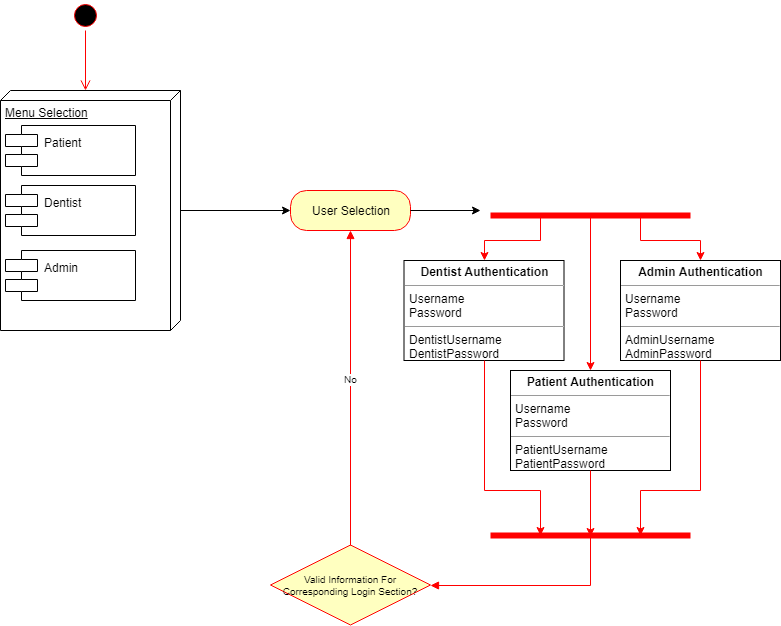 Menu Selection
Patient
Dentist
Admin
User Selection
Dentist Authentication
Username
Password
DentistUsername
DentistPassword
Admin Authentication
Username
Password
AdminUsername
AdminPassword
Patient Authentication
Username
Password
PatientUsername
PatientPassword
No
Valid Information For
Corresponding Login Section?